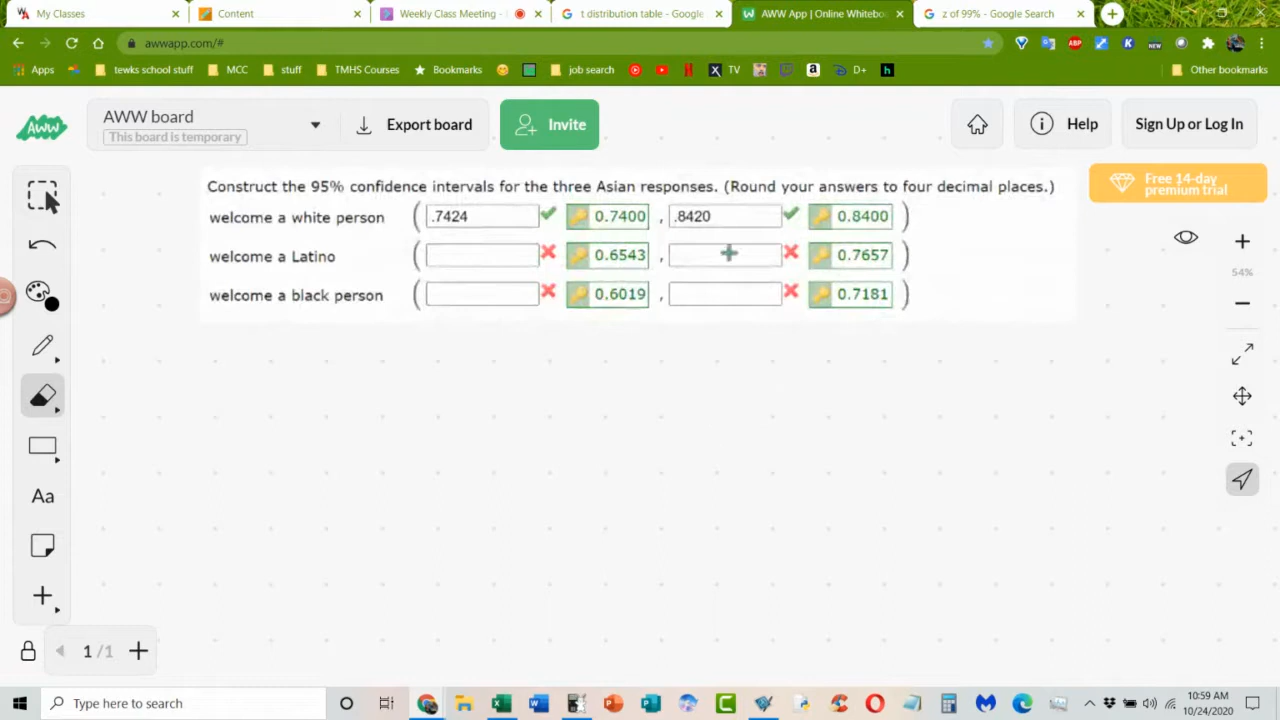 My Classes
Content
Weekly Class Meeting -
t distribution table - Google
AWW App | Online Whiteboa
z of 99% - Google Search
awwapp.com/#
Apps
tewks school stuff
MCC
stuff
TMHS Courses
Bookmarks
job search
TV
D+
Other bookmarks
AWW
AWW board
This board is temporary
Export board
Invite
Help
Sign Up or Log In
Free 14-day
premium trial
Construct the 95% confidence intervals for the three Asian responses. (Round your answers to four decimal places.)
welcome a white person ( .7424 0.7400 , .8420 0.8400 )
welcome a Latino ( 0.6543 , 0.7657 )
welcome a black person ( 0.6019 , 0.7181 )
54%
Aa
1 /1
Type here to search
10:59 AM
10/24/2020